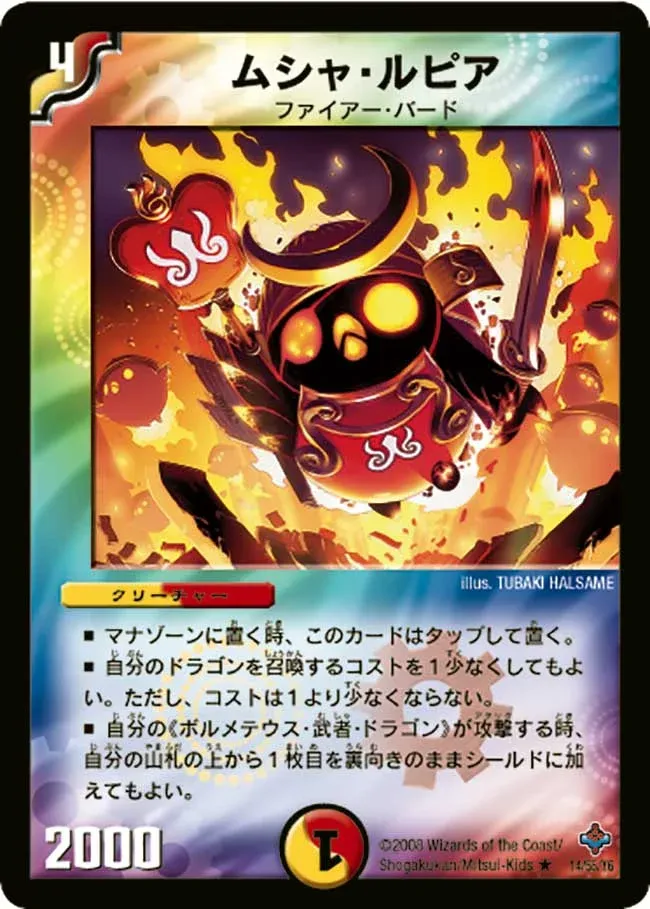 4
ムシャ・ルピア
ファイアー・バード
illus. TUBAKI HALSAME
クリーチャー
■ マナゾーンに置く時、このカードはタップして置く。
■ 自分のドラゴンを召喚するコストを1少なくしてもよ
い。ただし、コストは1より少なくならない。
■ 自分の《ボルメテウス・武者・ドラゴン》が攻撃する時、
自分の山札の上から1枚目を裏向きのままシールドに加
えてもよい。
2000
1
©2008 Wizards of the Coast/
Shogakukan/Mitsui-Kids ★
14/55/Y6